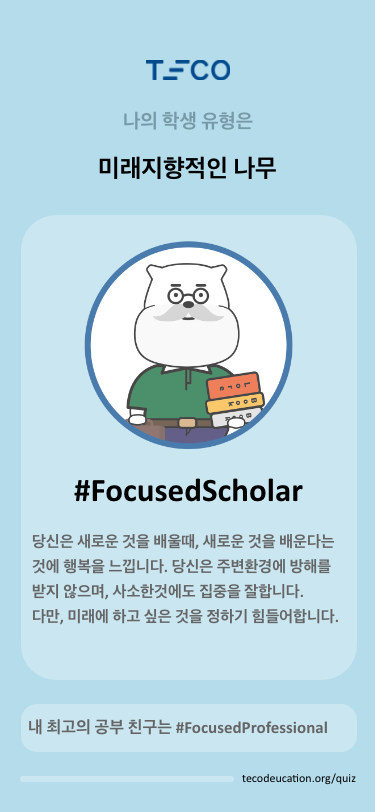 TECO
나의 학생 유형은
미래지향적인 나무
#FocusedScholar
당신은 새로운 것을 배울때, 새로운 것을 배운다는
것에 행복을 느낍니다. 당신은 주변환경에 방해를
받지 않으며, 사소한것에도 집중을 잘합니다.
다만, 미래에 하고 싶은 것을 정하기 힘들어합니다.
내 최고의 공부 친구는 #FocusedProfessional
tecodeucation.org/quiz